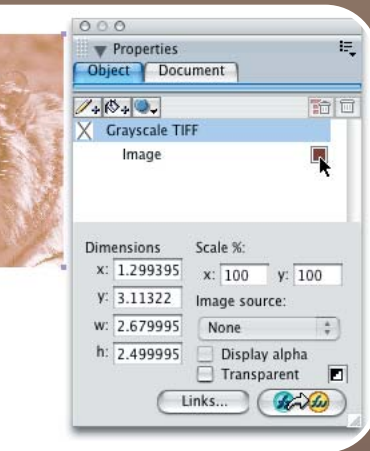 Properties
Object Document
Grayscale TIFF
Image
Dimensions Scale %:
x: 1.299395 x: 100 y: 100
y: 3.11322 Image source:
w: 2.679995 None
h: 2.499995 Display alpha
Transparent
Links...